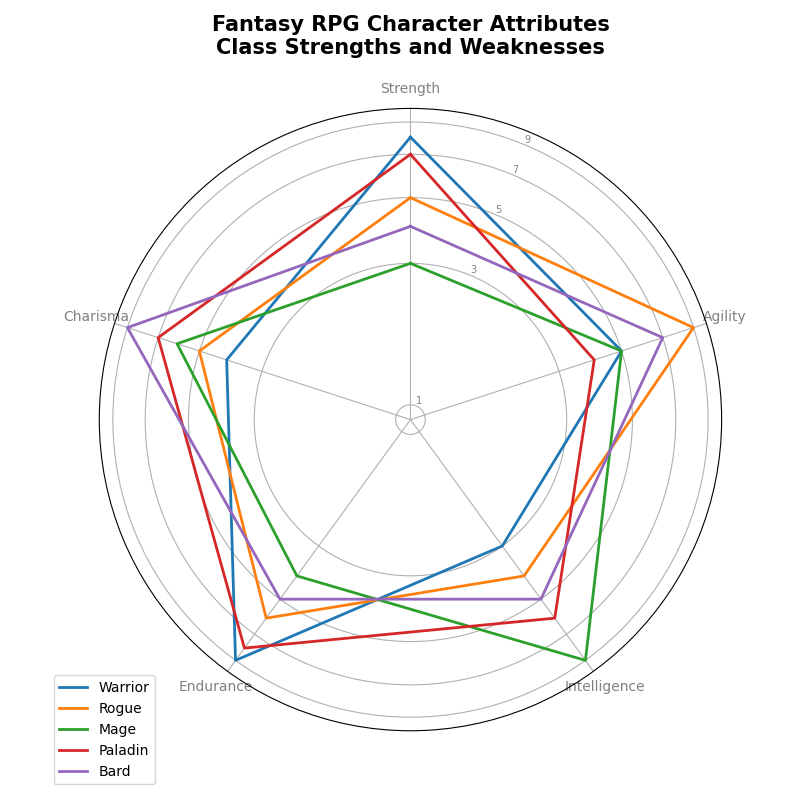 Fantasy RPG Character Attributes
Class Strengths and Weaknesses
Strength
9
7
5
3
1
Charisma
Agility
Endurance
Intelligence
Warrior
Rogue
Mage
Paladin
Bard